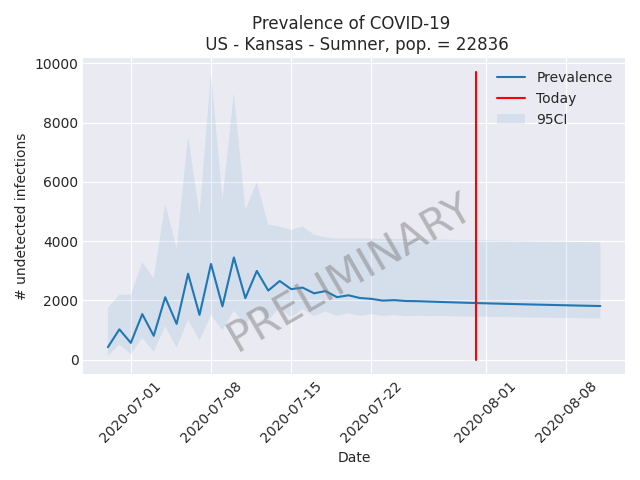 Prevalence of COVID-19
US - Kansas - Sumner, pop. = 22836
# undetected infections
10000
8000
6000
4000
2000
0
Prevalence
Today
95CI
PRELIMINARY
2020-07-01
2020-07-08
2020-07-15
2020-07-22
2020-08-01
2020-08-08
Date